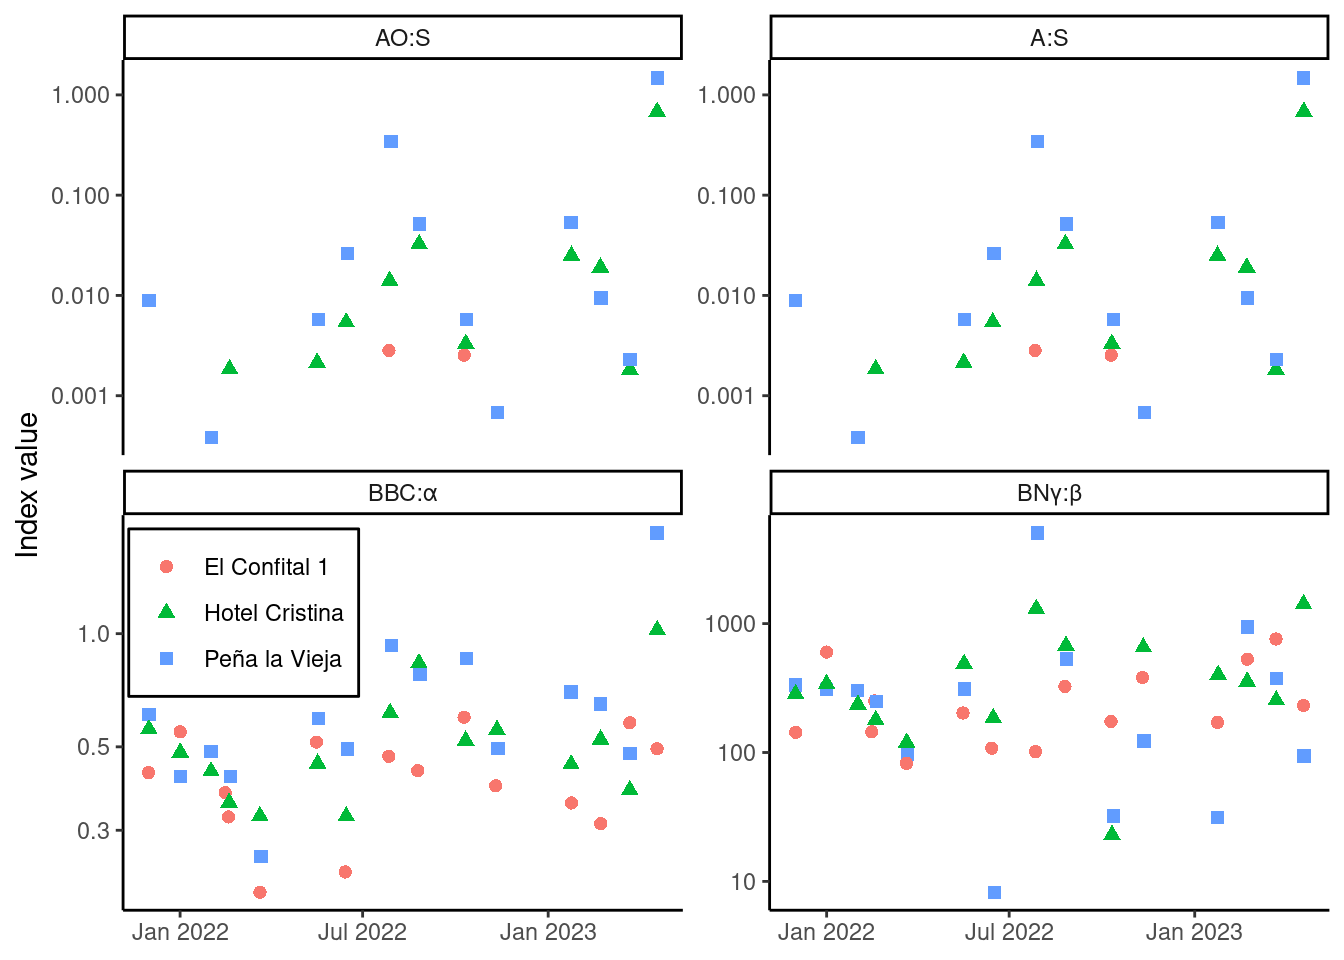 AO:S
A:S
1.000
0.100
0.010
0.001
1.000
0.100
0.010
0.001
Index value
BBC:α
BNγ:β
El Confital 1
Hotel Cristina
Peña la Vieja
1.0
0.5
0.3
1000
100
10
Jan 2022
Jul 2022
Jan 2023
Jan 2022
Jul 2022
Jan 2023